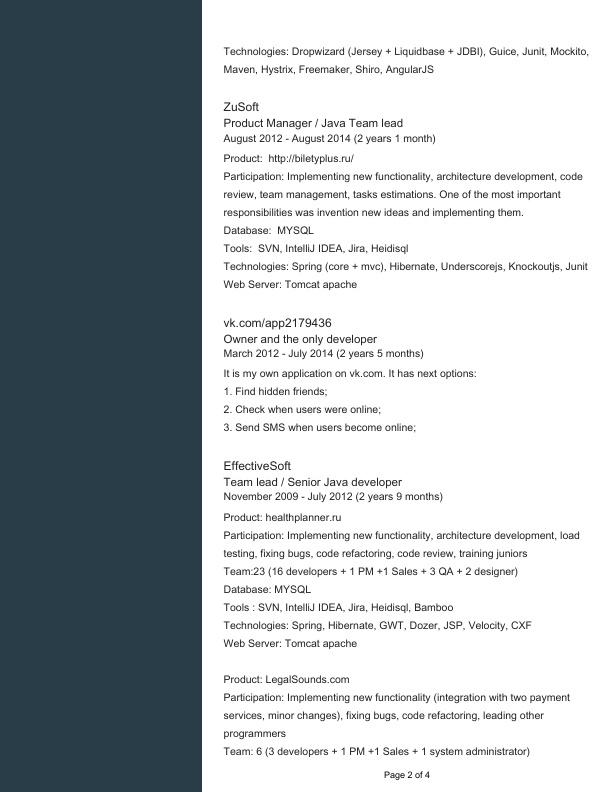 Technologies: Dropwizard (Jersey + Liquidbase + JDBI), Guice, Junit, Mockito,
Maven, Hystrix, Freemaker, Shiro, AngularJS
ZuSoft
Product Manager / Java Team lead
August 2012 - August 2014 (2 years 1 month)
Product:  http://biletyplus.ru/
Participation: Implementing new functionality, architecture development, code
review, team management, tasks estimations. One of the most important
responsibilities was invention new ideas and implementing them.
Database:  MYSQL
Tools:  SVN, IntelliJ IDEA, Jira, Heidisql
Technologies: Spring (core + mvc), Hibernate, Underscorejs, Knockoutjs, Junit
Web Server: Tomcat apache
vk.com/app2179436
Owner and the only developer
March 2012 - July 2014 (2 years 5 months)
It is my own application on vk.com. It has next options:
1. Find hidden friends;
2. Check when users were online;
3. Send SMS when users become online;
EffectiveSoft
Team lead / Senior Java developer
November 2009 - July 2012 (2 years 9 months)
Product: healthplanner.ru
Participation: Implementing new functionality, architecture development, load
testing, fixing bugs, code refactoring, code review, training juniors
Team:23 (16 developers + 1 PM +1 Sales + 3 QA + 2 designer)
Database: MYSQL
Tools : SVN, IntelliJ IDEA, Jira, Heidisql, Bamboo
Technologies: Spring, Hibernate, GWT, Dozer, JSP, Velocity, CXF
Web Server: Tomcat apache
Product: LegalSounds.com
Participation: Implementing new functionality (integration with two payment
services, minor changes), fixing bugs, code refactoring, leading other
programmers
Team: 6 (3 developers + 1 PM +1 Sales + 1 system administrator)
Page 2 of 4